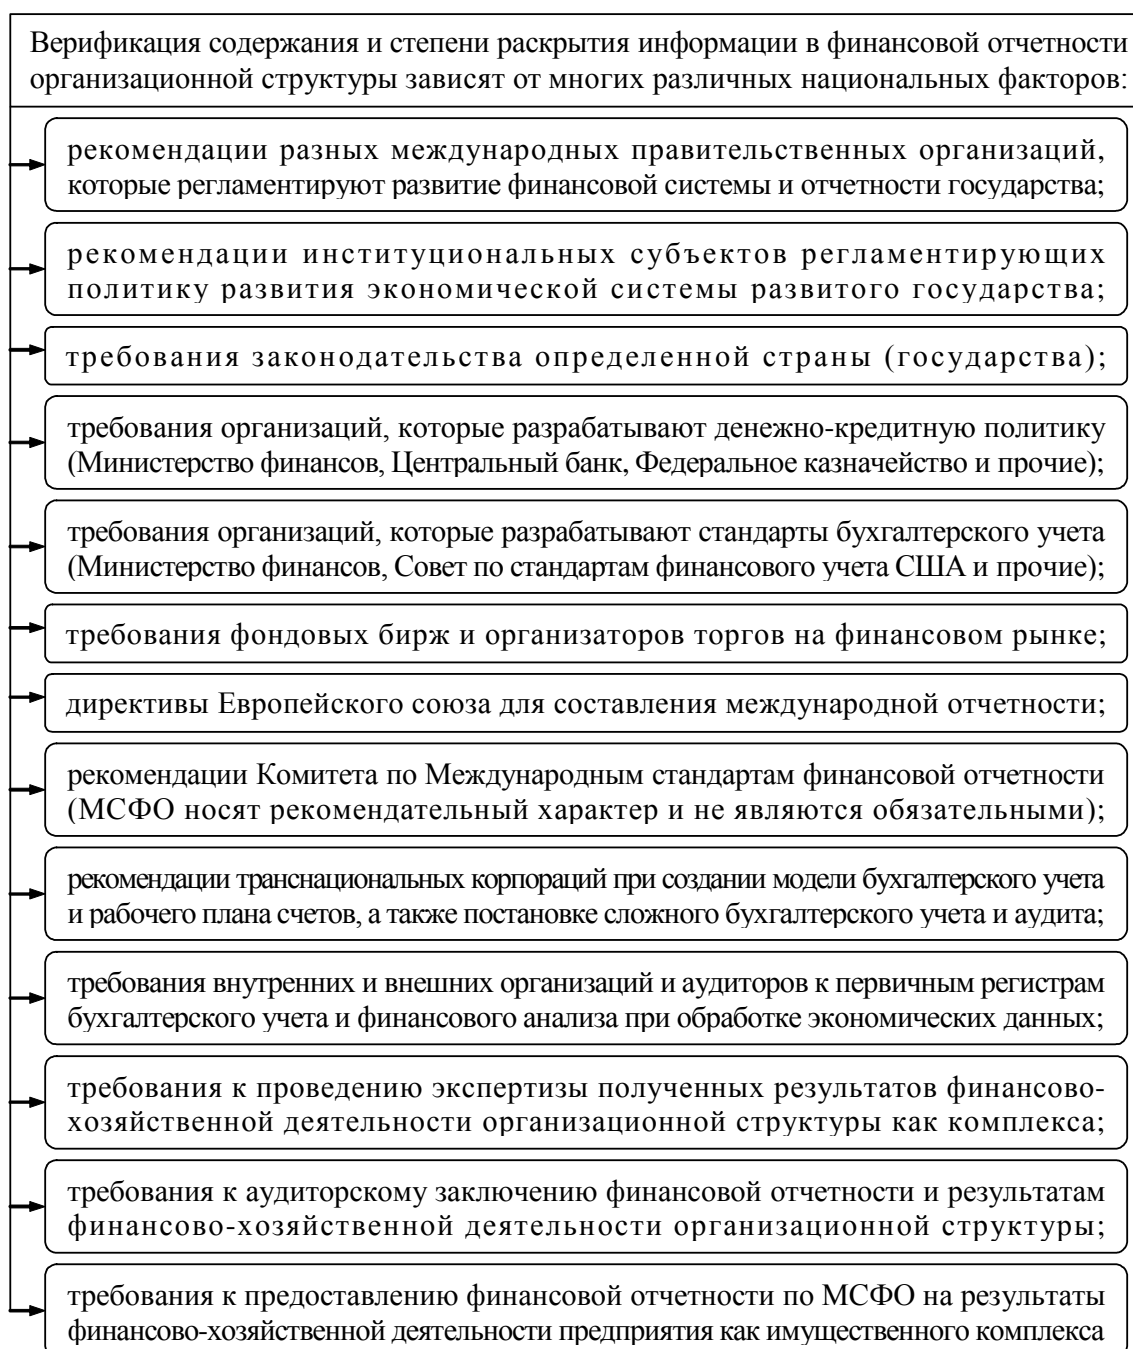 Верификация содержания и степени раскрытия информации в финансовой отчетности
организационной структуры зависят от многих различных национальных факторов:
рекомендации разных международных правительственных организаций,
которые регламентируют развитие финансовой системы и отчетности государства;
рекомендации институциональных субъектов регламентирующих
политику развития экономической системы развитого государства;
требования законодательства определенной страны (государства);
требования организаций, которые разрабатывают денежно-кредитную политику
(Министерство финансов, Центральный банк, Федеральное казначейство и прочие);
требования организаций, которые разрабатывают стандарты бухгалтерского учета
(Министерство финансов, Совет по стандартам финансового учета США и прочие);
требования фондовых бирж и организаторов торгов на финансовом рынке;
директивы Европейского союза для составления международной отчетности;
рекомендации Комитета по Международным стандартам финансовой отчетности
(МСФО носят рекомендательный характер и не являются обязательными);
рекомендации транснациональных корпораций при создании модели бухгалтерского учета
и рабочего плана счетов, а также постановке сложного бухгалтерского учета и аудита;
требования внутренних и внешних организаций и аудиторов к первичным регистрам
бухгалтерского учета и финансового анализа при обработке экономических данных;
требования к проведению экспертизы полученных результатов финансово-
хозяйственной деятельности организационной структуры как комплекса;
требования к аудиторскому заключению финансовой отчетности и результатам
финансово-хозяйственной деятельности организационной структуры;
требования к предоставлению финансовой отчетности по МСФО на результаты
финансово-хозяйственной деятельности предприятия как имущественного комплекса